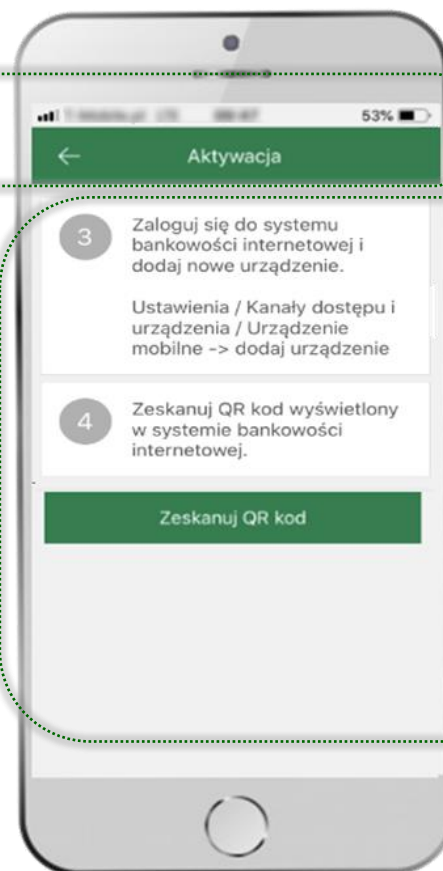 53%
Aktywacja
3
Zaloguj się do systemu
bankowości internetowej i
dodaj nowe urządzenie.
Ustawienia / Kanały dostępu i
urządzenia / Urządzenie
mobilne -> dodaj urządzenie
4
Zeskanuj QR kod wyświetlony
w systemie bankowości
internetowej.
Zeskanuj QR kod